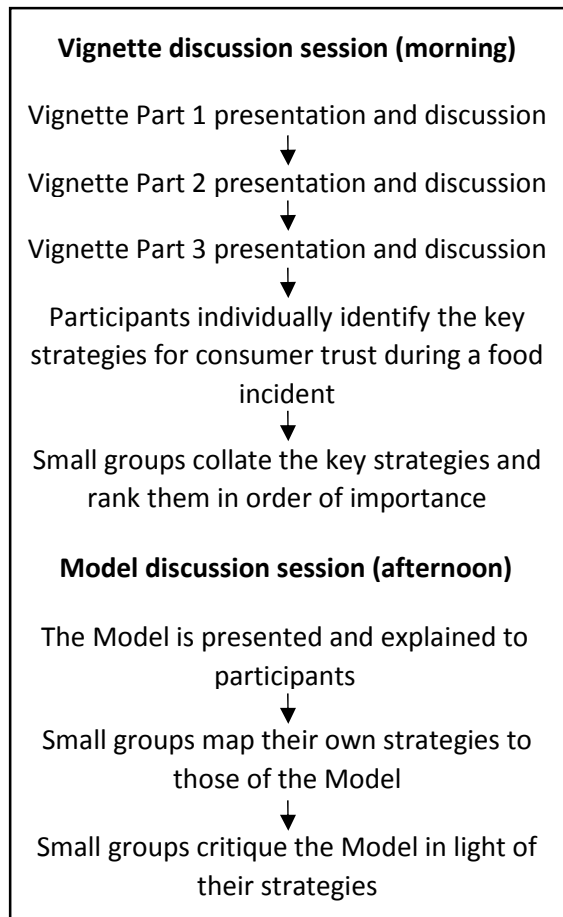 Vignette discussion session (morning)
Vignette Part 1 presentation and discussion
Vignette Part 2 presentation and discussion
Vignette Part 3 presentation and discussion
Participants individually identify the key
strategies for consumer trust during a food
incident
Small groups collate the key strategies and
rank them in order of importance
Model discussion session (afternoon)
The Model is presented and explained to
participants
Small groups map their own strategies to
those of the Model
Small groups critique the Model in light of
their strategies